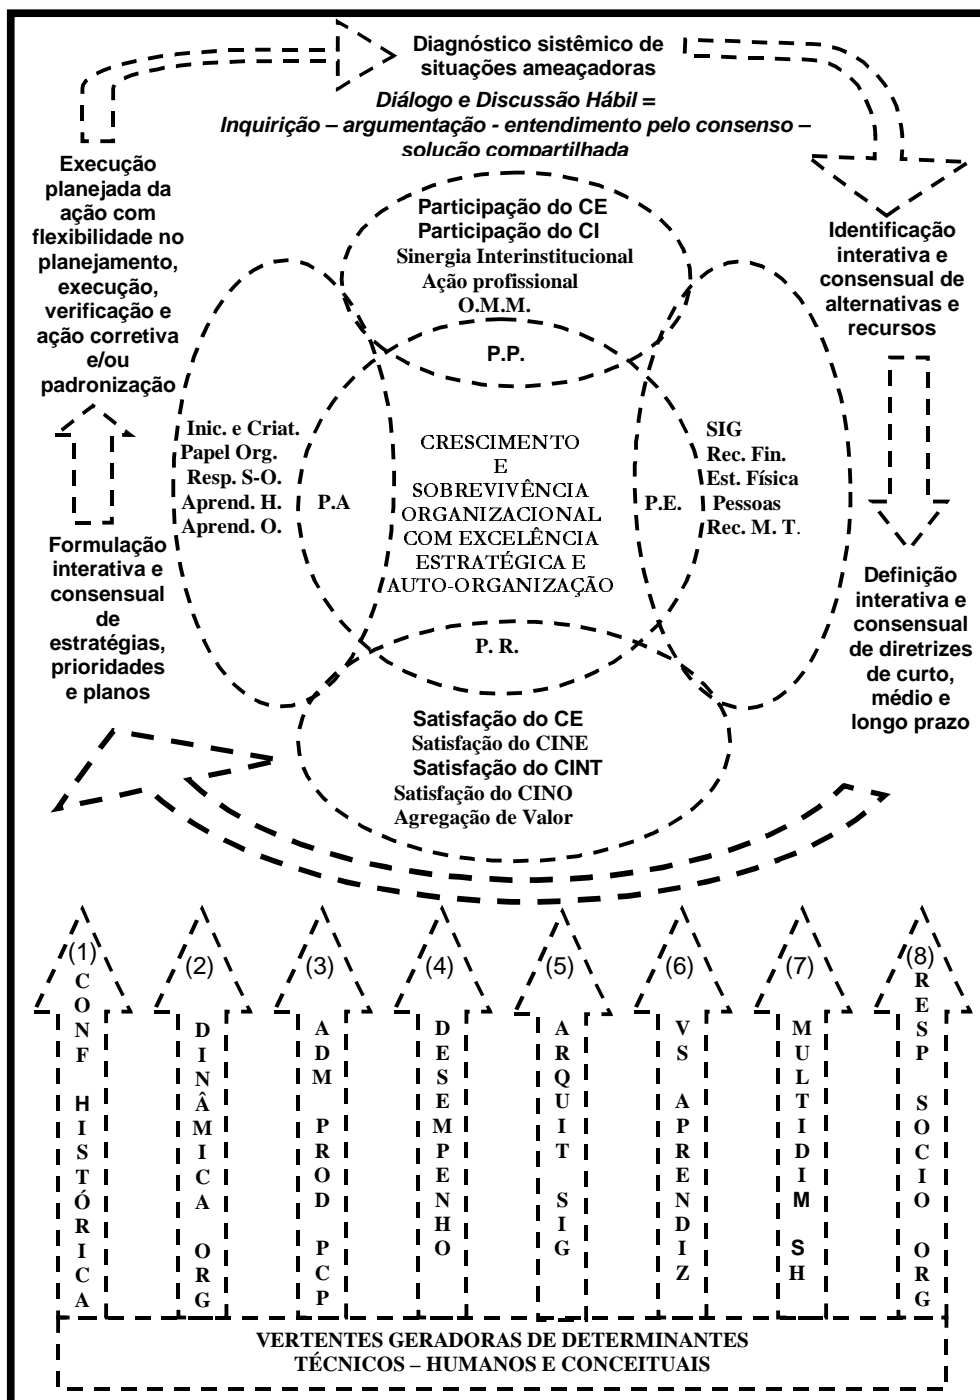 Diagnóstico sistêmico de
situações ameaçadoras
Diálogo e Discussão Hábil =
Inquirição – argumentação - entendimento pelo consenso –
solução compartilhada
Execução
planejada da
ação com
flexibilidade no
planejamento,
execução,
verificação e
ação corretiva
e/ou
padronização
Identificação
interativa e
consensual de
alternativas e
recursos
Participação do CE
Participação do CI
Sinergia Interinstitucional
Ação profissional
O.M.M.
P.P.
Inic. e Criat.
Papel Org.
Resp. S-O.
Aprend. H.
Aprend. O.
P.A
CRESCIMENTO
E
SOBREVIVÊNCIA
ORGANIZACIONAL
COM EXCELÊNCIA
ESTRATÉGICA E
AUTO-ORGANIZAÇÃO
P.E.
SIG
Rec. Fin.
Est. Física
Pessoas
Rec. M. T.
Formulação
interativa e
consensual
de
estratégias,
prioridades
e planos
Definição
interativa e
consensual
de diretrizes
de curto,
médio e
longo prazo
P. R.
Satisfação do CE
Satisfação do CINE
Satisfação do CINT
Satisfação do CINO
Agregação de Valor
(1)
CONF HISTÓRICA
(2)
DINÂMICA ORG
(3)
ADM PROD PCP
(4)
DESEMPENHO
(5)
ARQUIT SIG
(6)
VS APRENDIZ
(7)
MULTIDIM SH
(8)
RESP SOCIO ORG
VERTENTES GERADORAS DE DETERMINANTES
TÉCNICOS – HUMANOS E CONCEITUAIS